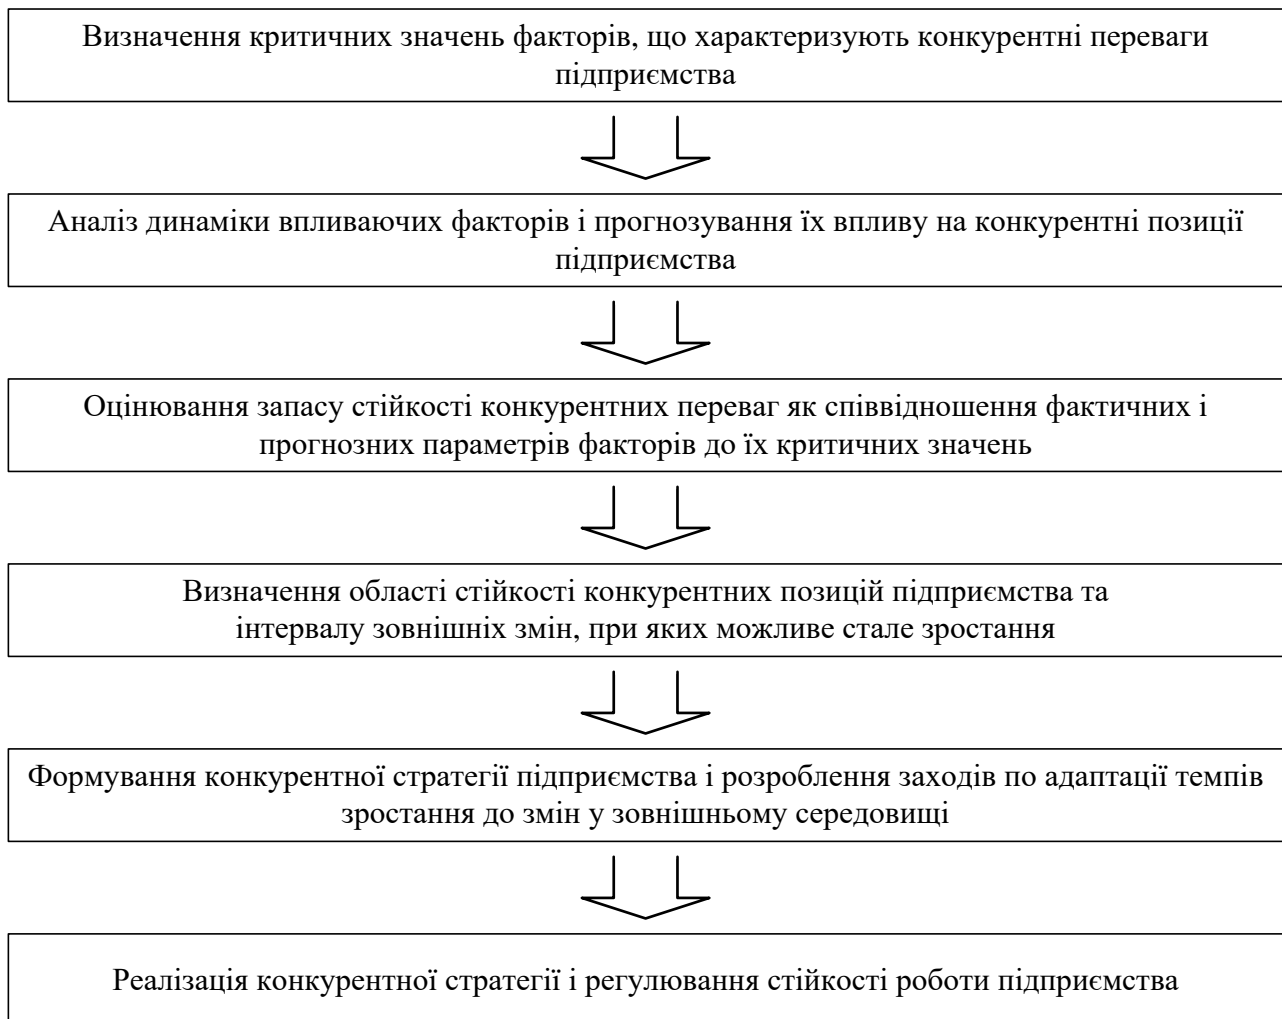 Визначення критичних значень факторів, що характеризують конкурентні переваги
підприємства
Аналіз динаміки впливаючих факторів і прогнозування їх впливу на конкурентні позиції
підприємства
Оцінювання запасу стійкості конкурентних переваг як співвідношення фактичних і
прогнозних параметрів факторів до їх критичних значень
Визначення області стійкості конкурентних позицій підприємства та
інтервалу зовнішніх змін, при яких можливе стале зростання
Формування конкурентної стратегії підприємства і розроблення заходів по адаптації темпів
зростання до змін у зовнішньому середовищі
Реалізація конкурентної стратегії і регулювання стійкості роботи підприємства